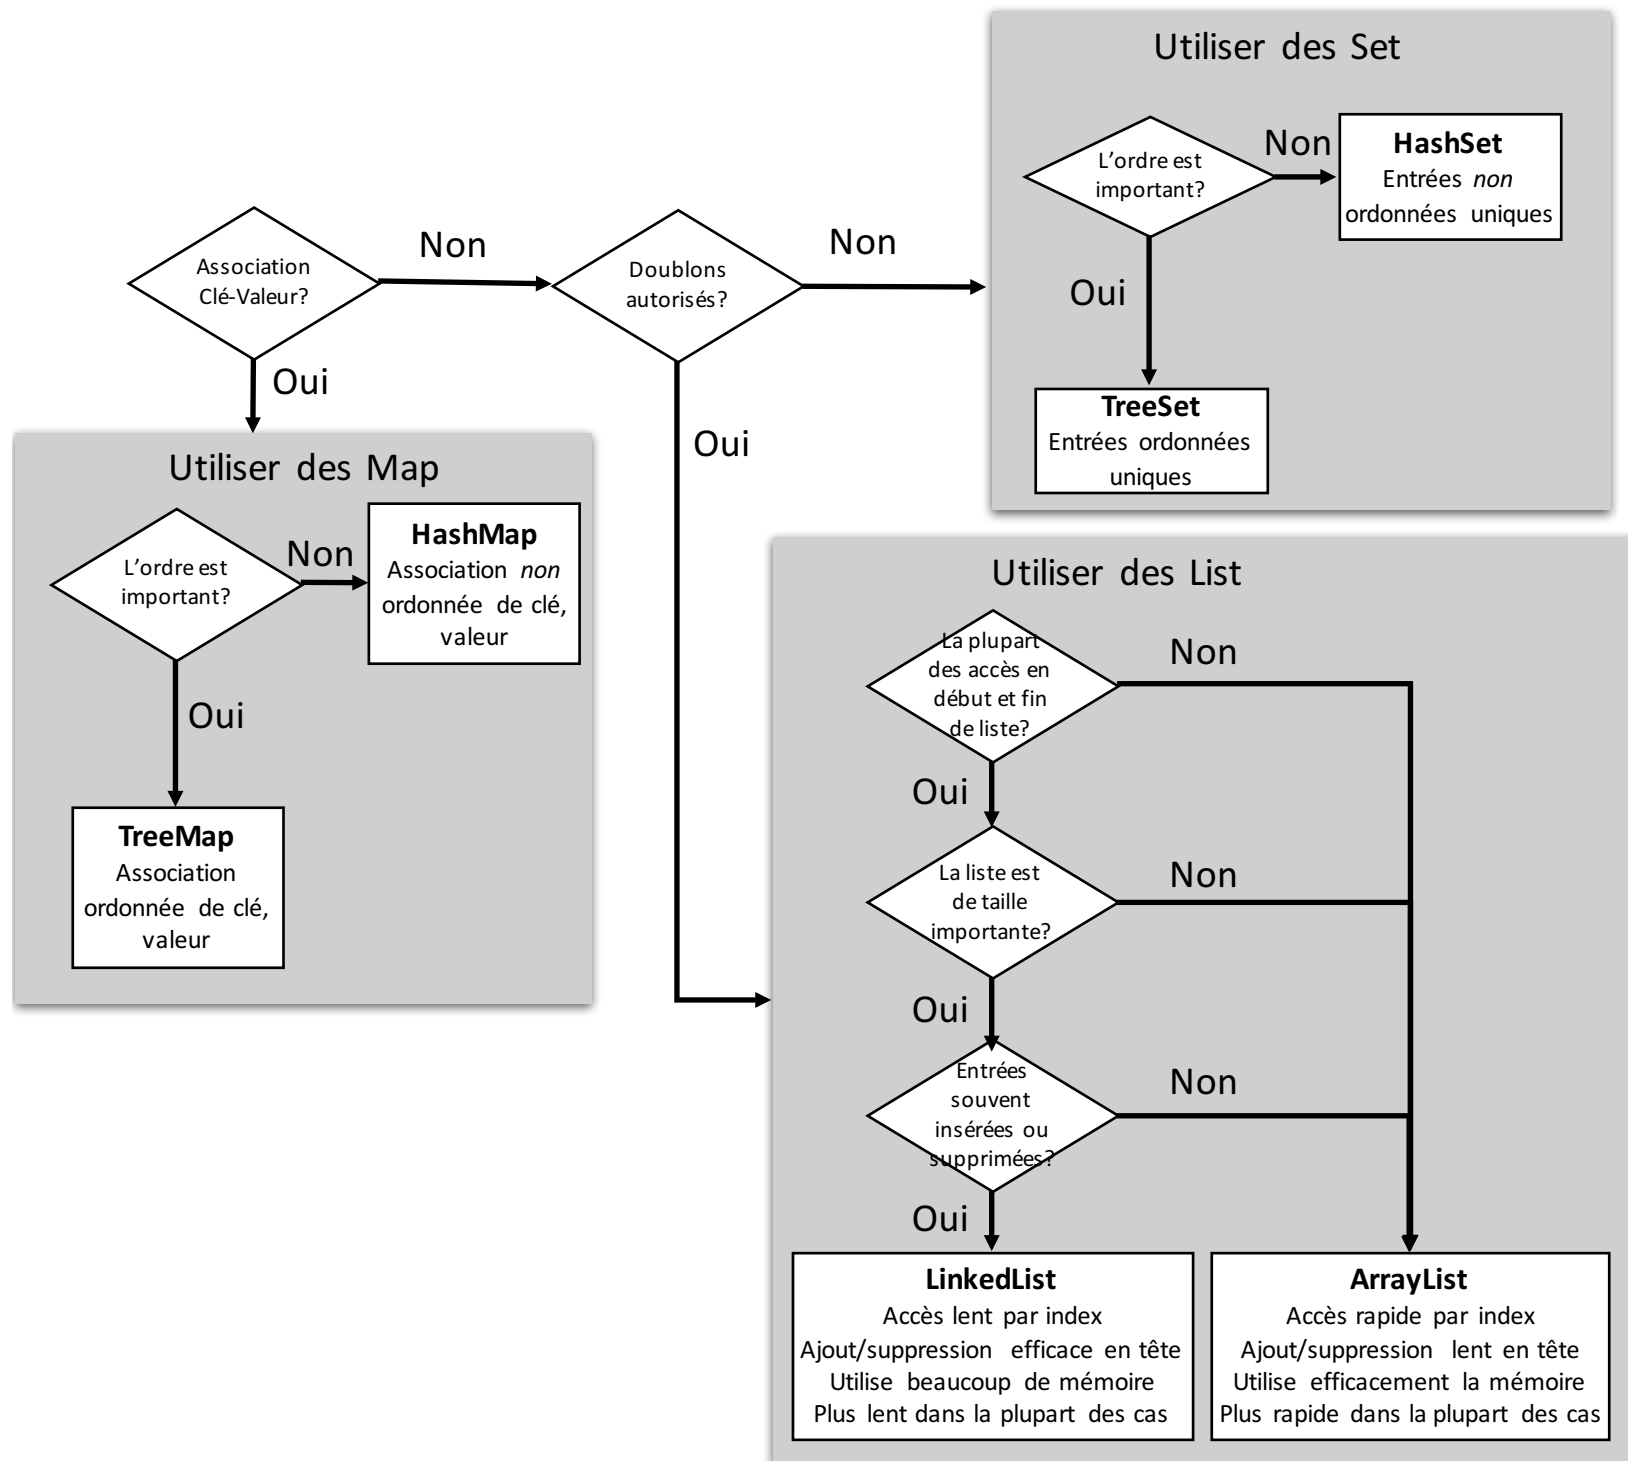 Utiliser des Set
L'ordre est
important?
Non
HashSet
Entrées non
ordonnées uniques
Oui
TreeSet
Entrées ordonnées
uniques
Association
Clé-Valeur?
Non
Doublons
autorisés?
Non
Oui
Oui
Utiliser des Map
L'ordre est
important?
Non
HashMap
Association non
ordonnée de clé,
valeur
Oui
TreeMap
Association
ordonnée de clé,
valeur
Utiliser des List
La plupart
des accès en
début et fin
de liste?
Non
Oui
La liste est
de taille
importante?
Non
Oui
Entrées
souvent
insérées ou
supprimées?
Non
Oui
LinkedList
Accès lent par index
Ajout/suppression efficace en tête
Utilise beaucoup de mémoire
Plus lent dans la plupart des cas
ArrayList
Accès rapide par index
Ajout/suppression lent en tête
Utilise efficacement la mémoire
Plus rapide dans la plupart des cas